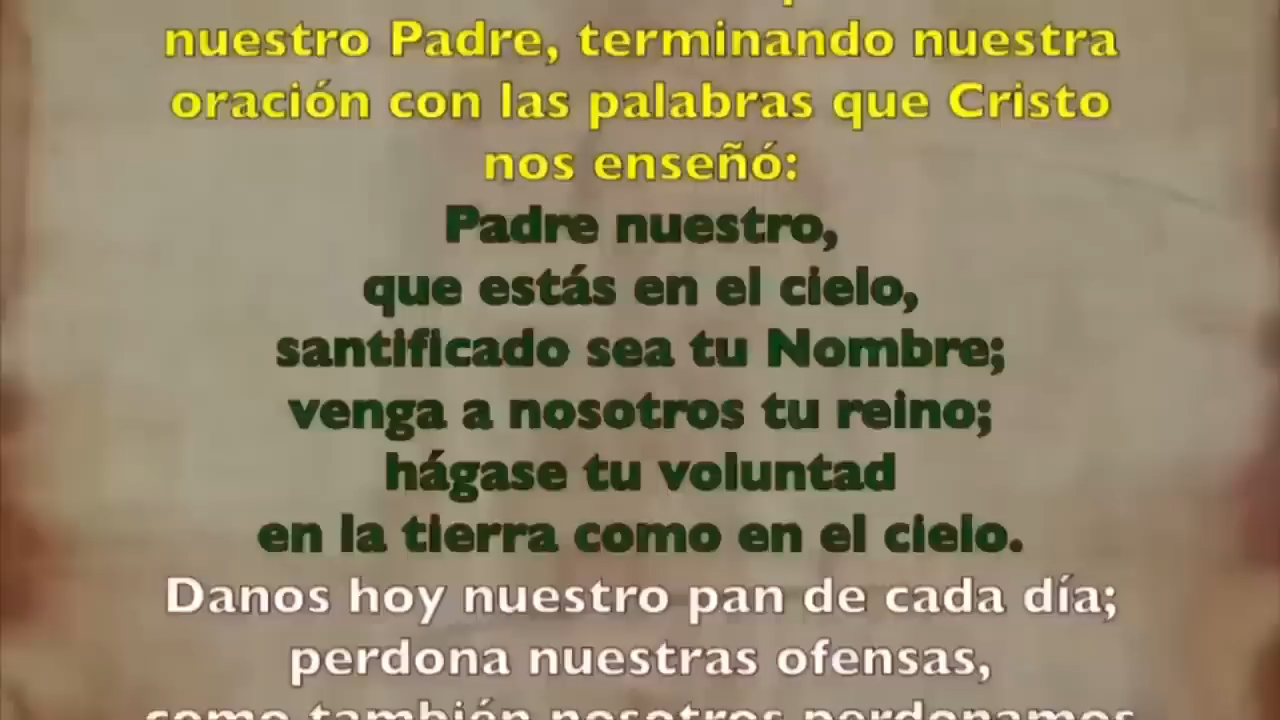 nuestro Padre, terminando nuestra
oración con las palabras que Cristo
nos enseñó:
Padre nuestro,
que estás en el cielo,
santificado sea tu Nombre;
venga a nosotros tu reino;
hágase tu voluntad
en la tierra como en el cielo.
Danos hoy nuestro pan de cada día;
perdona nuestras ofensas,
como también nosotros perdonamos